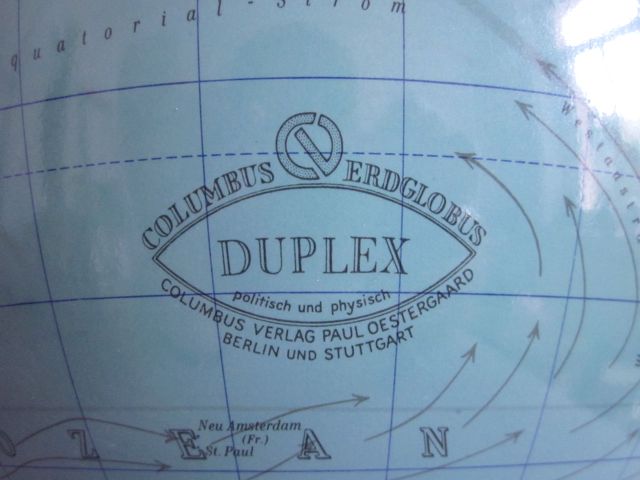 quatorial-Strom
COLUMBUS ERDGLOBUS
DUPLEX
politisch und physisch
COLUMBUS VERLAG PAUL OESTERGAARD
BERLIN UND STUTTGART
Neu Amsterdam
(Fr.)
St. Paul
O Z E A N